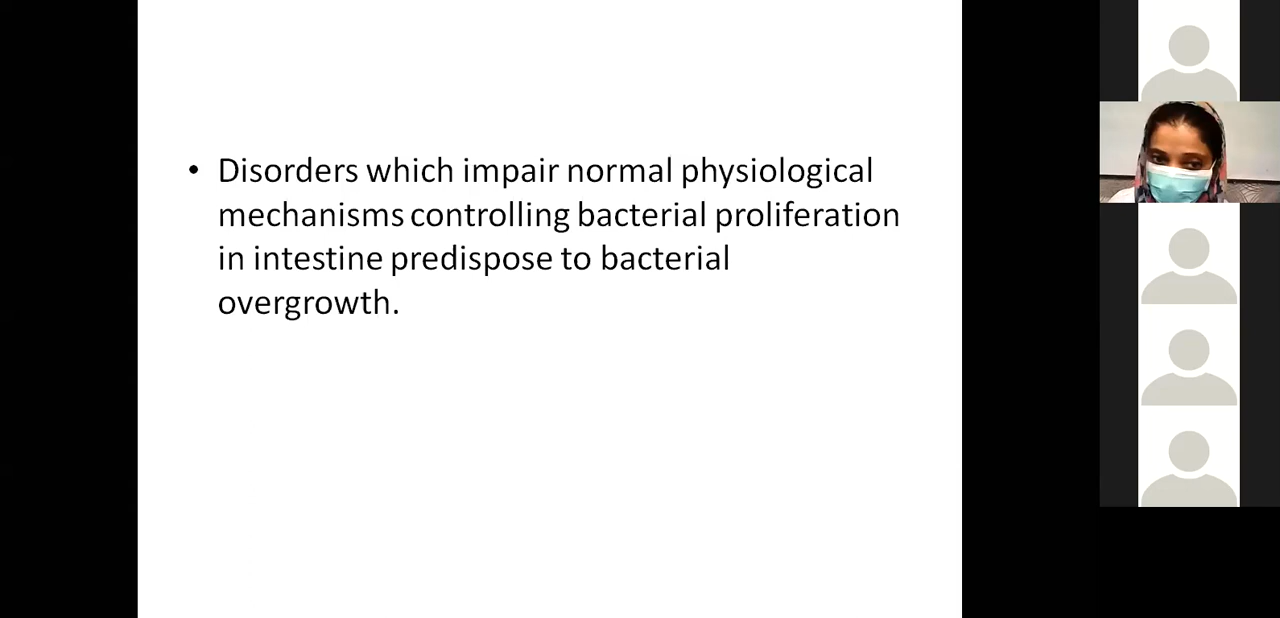 • Disorders which impair normal physiological
mechanisms controlling bacterial proliferation
in intestine predispose to bacterial
overgrowth.